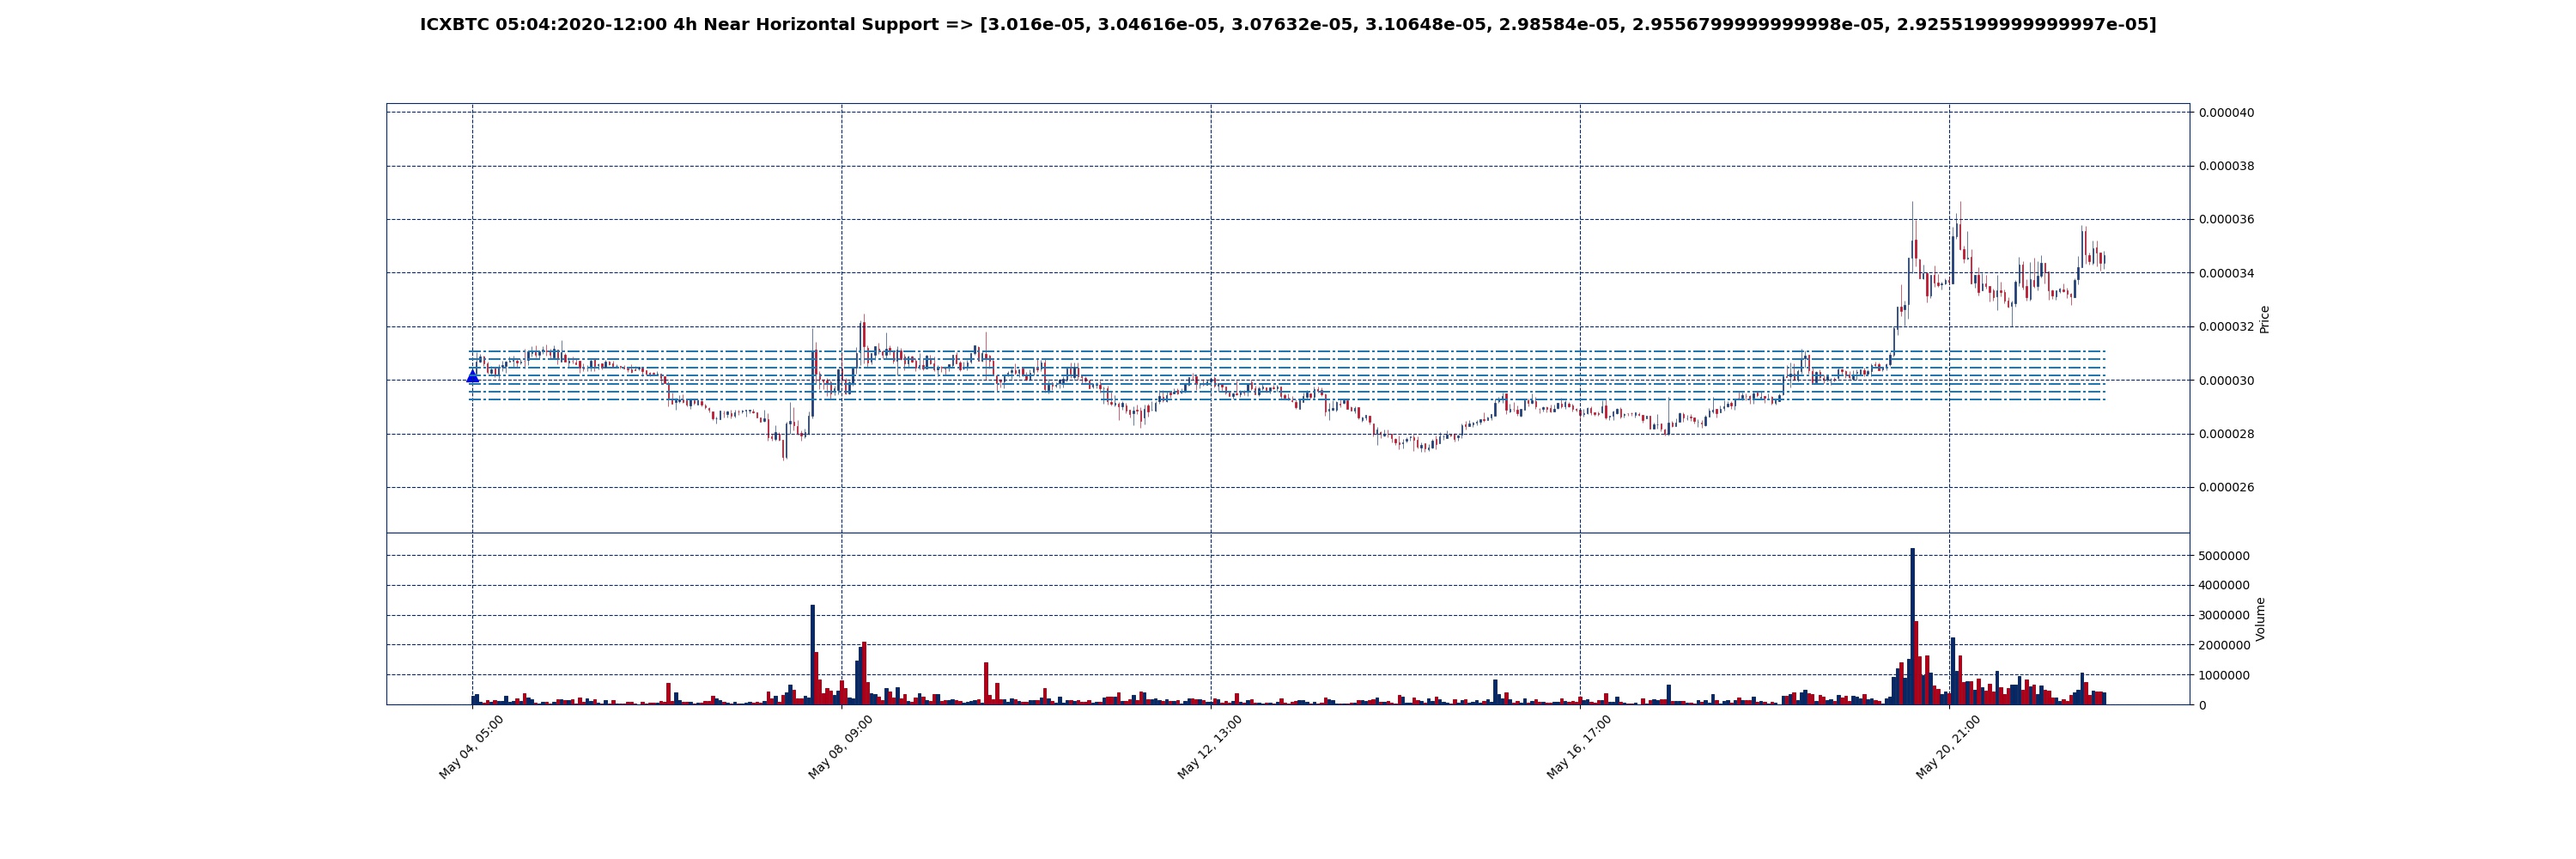 ICXBTC 05:04:2020-12:00 4h Near Horizontal Support => [3.016e-05, 3.04616e-05, 3.07632e-05, 3.10648e-05, 2.98584e-05, 2.9556799999999998e-05, 2.9255199999999997e-05]
0.000040
0.000038
0.000036
0.000034
0.000032
0.000030
0.000028
0.000026
Price
5000000
4000000
3000000
2000000
1000000
0
Volume
May 04, 05:00
May 08, 09:00
May 12, 13:00
May 16, 17:00
May 20, 21:00